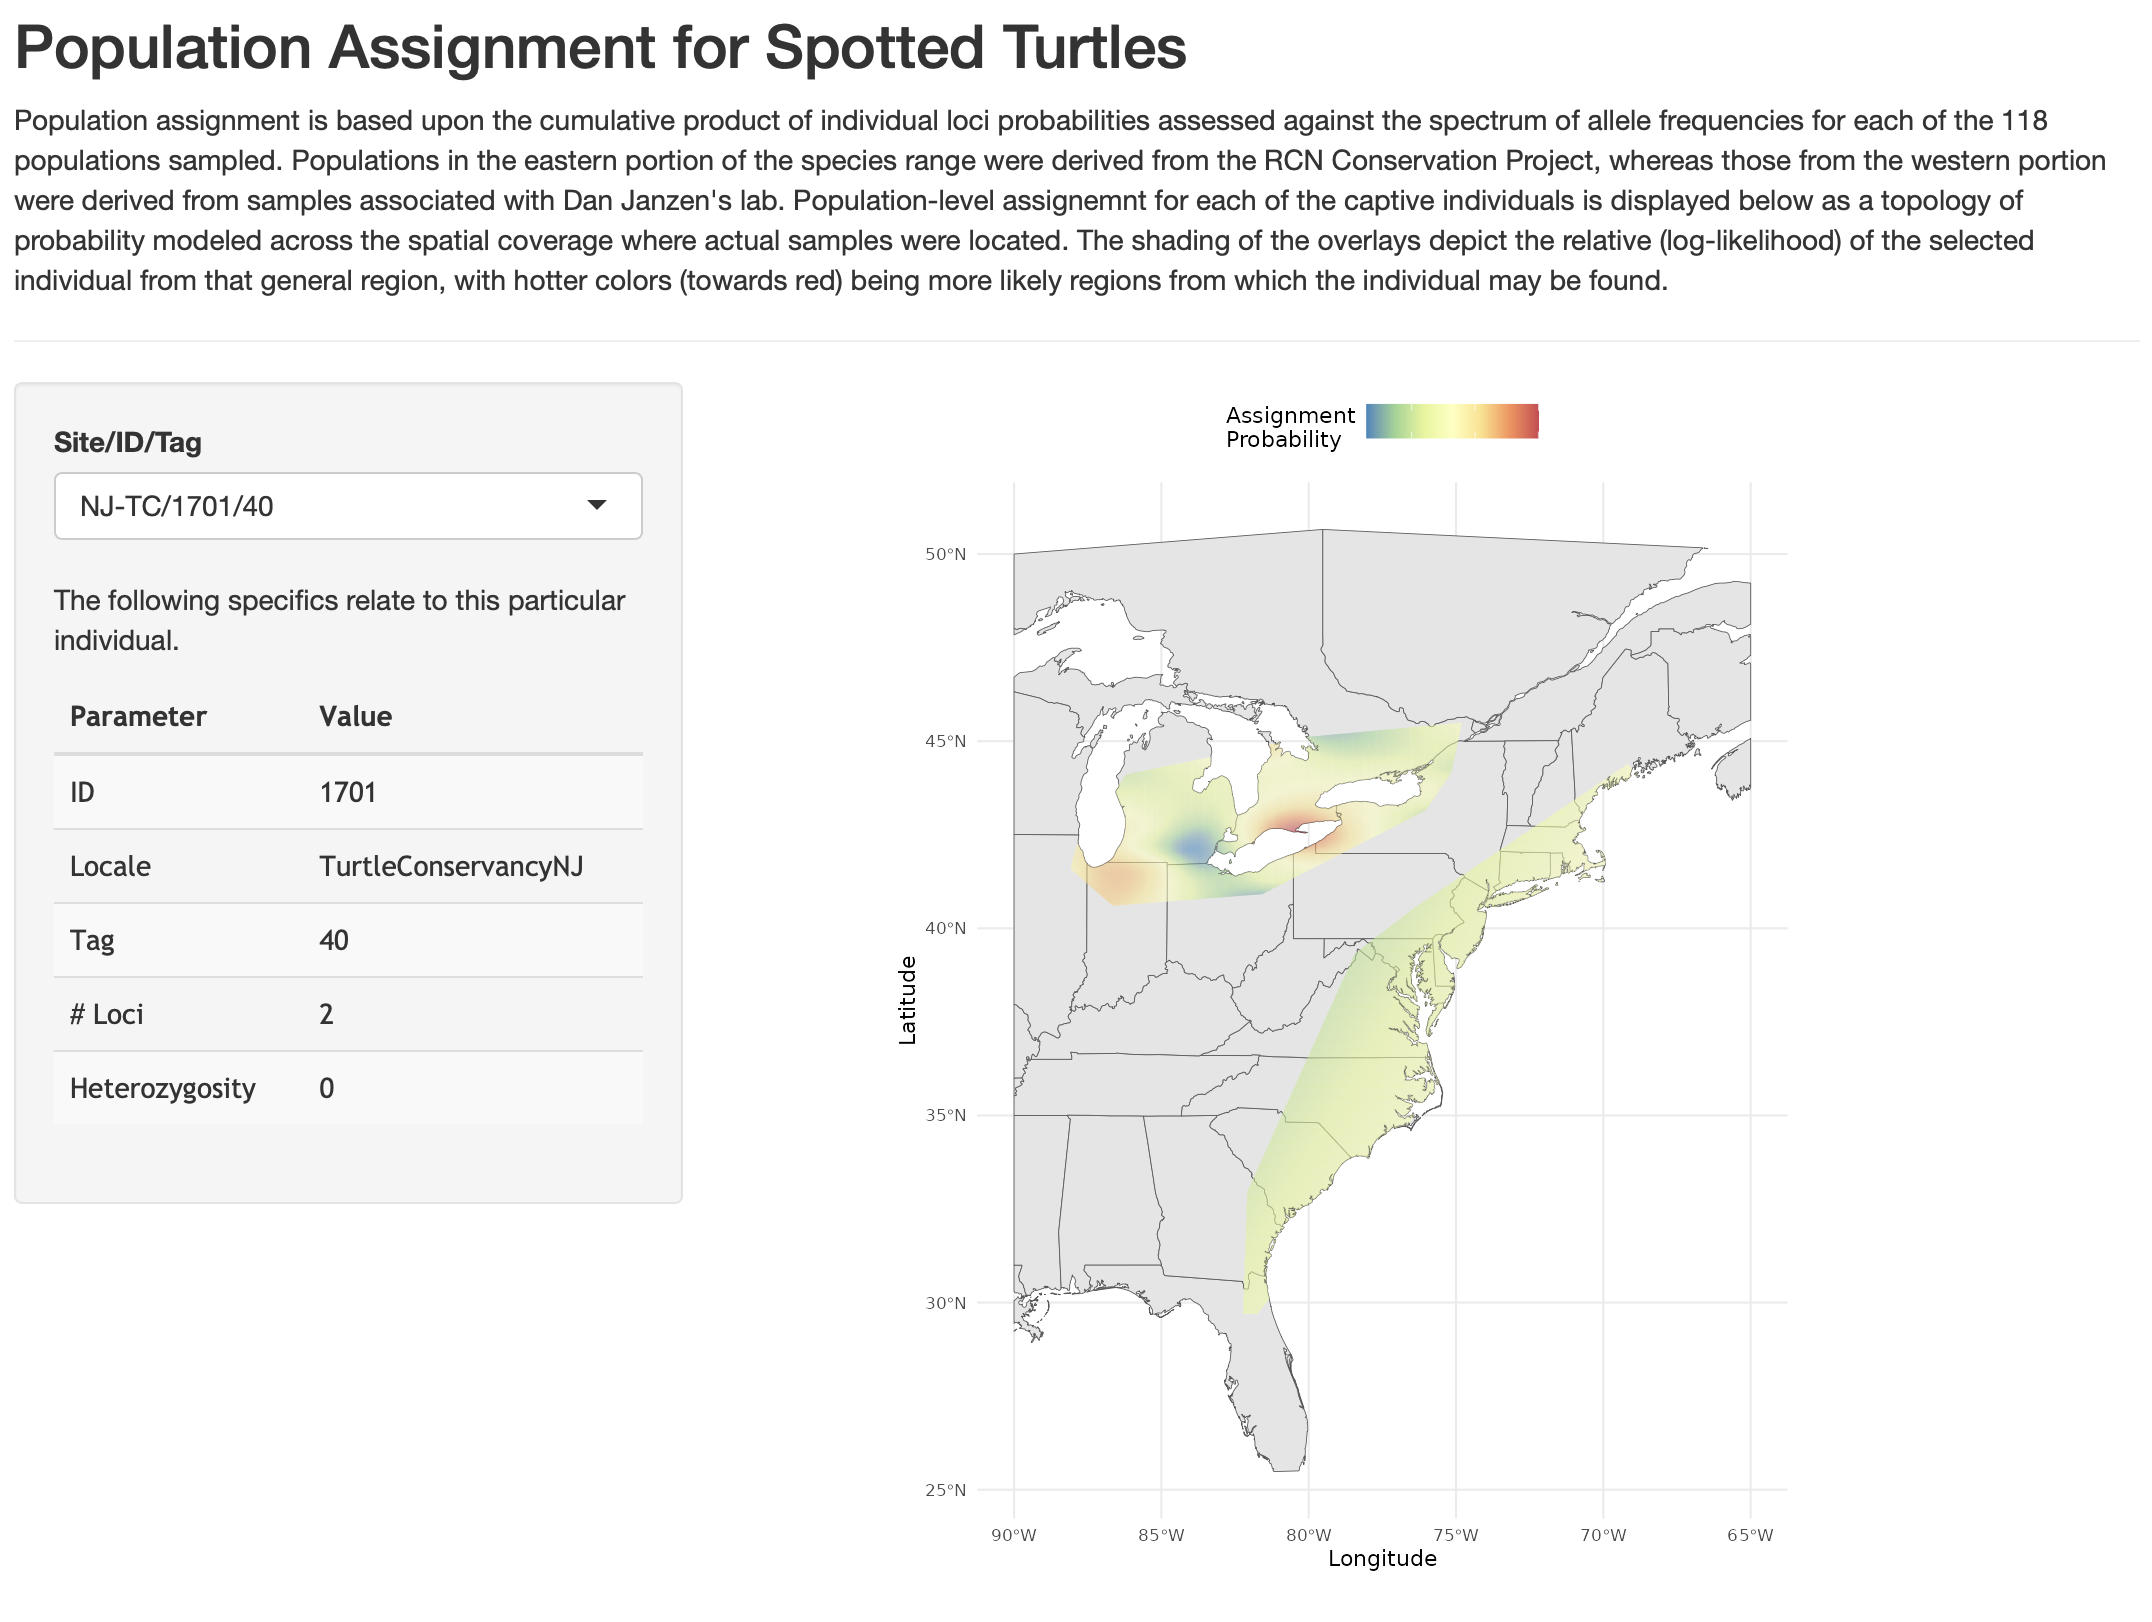 Population Assignment for Spotted Turtles
Population assignment is based upon the cumulative product of individual loci probabilities assessed against the spectrum of allele frequencies for each of the 118
populations sampled. Populations in the eastern portion of the species range were derived from the RCN Conservation Project, whereas those from the western portion
were derived from samples associated with Dan Janzen's lab. Population-level assignemnt for each of the captive individuals is displayed below as a topology of
probability modeled across the spatial coverage where actual samples were located. The shading of the overlays depict the relative (log-likelihood) of the selected
individual from that general region, with hotter colors (towards red) being more likely regions from which the individual may be found.
Site/ID/Tag
NJ-TC/1701/40
The following specifics relate to this particular
individual.
Parameter Value
ID 1701
Locale TurtleConservancyNJ
Tag 40
# Loci 2
Heterozygosity 0
Assignment
Probability
50°N
45°N
40°N
35°N
30°N
25°N
Latitude
90°W 85°W 80°W 75°W 70°W 65°W
Longitude